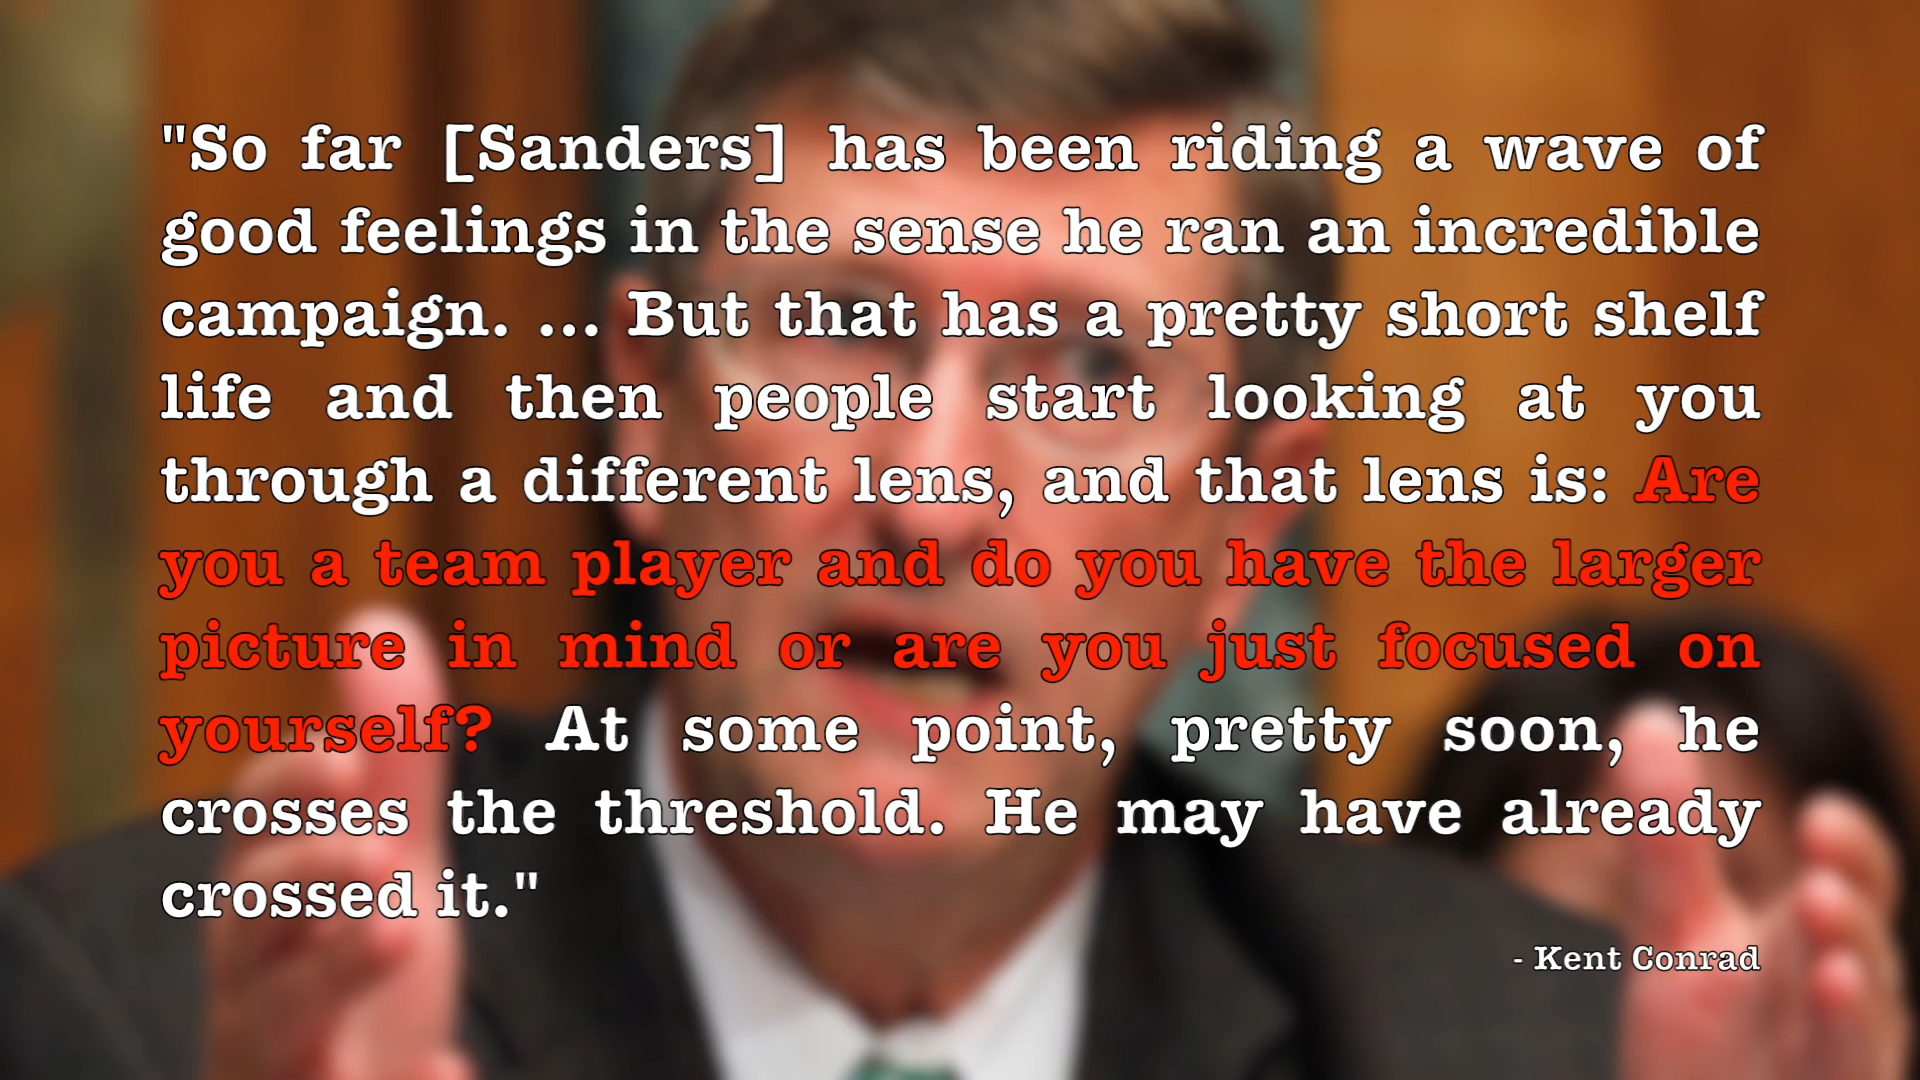 "So far [Sanders] has been riding a wave of
good feelings in the sense he ran an incredible
campaign. ... But that has a pretty short shelf
life and then people start looking at you
through a different lens, and that lens is: Are
you a team player and do you have the larger
picture in mind or are you just focused on
yourself? At some point, pretty soon, he
crosses the threshold. He may have already
crossed it."
- Kent Conrad